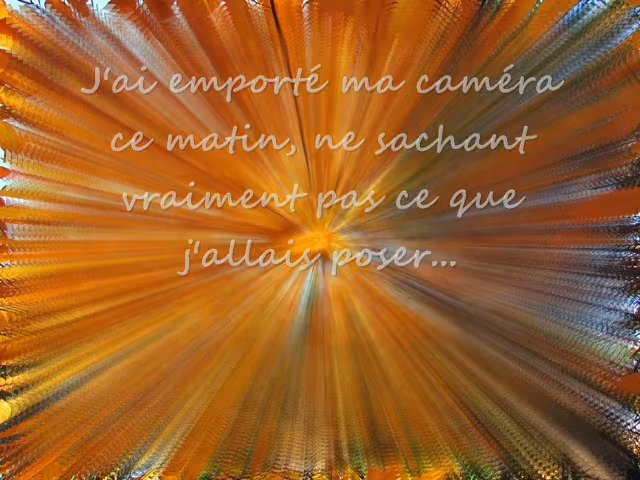 J'ai emporté ma caméra
ce matin, ne sachant
vraiment pas ce que
j'allais poser...